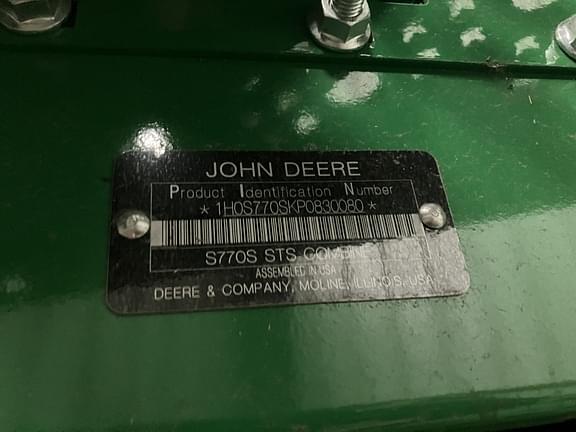 JOHN DEERE
Product Identification Number
* 1H0S770SKP0830080 *
S770S STS COMBINE
ASSEMBLED IN USA
DEERE & COMPANY, MOLINE, ILLINOIS, USA